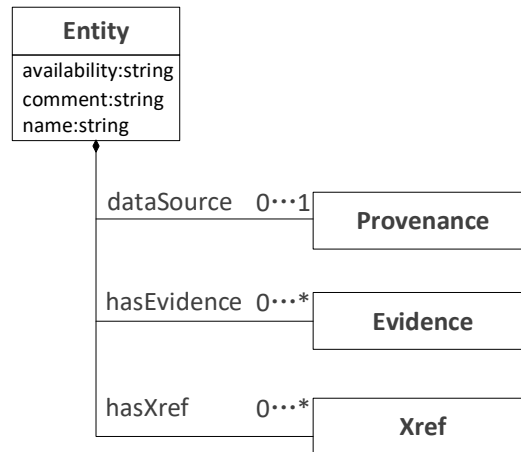 Entity
availability:string
comment:string
name:string
dataSource 0⋯1
Provenance
hasEvidence 0⋯*
Evidence
hasXref 0⋯*
Xref